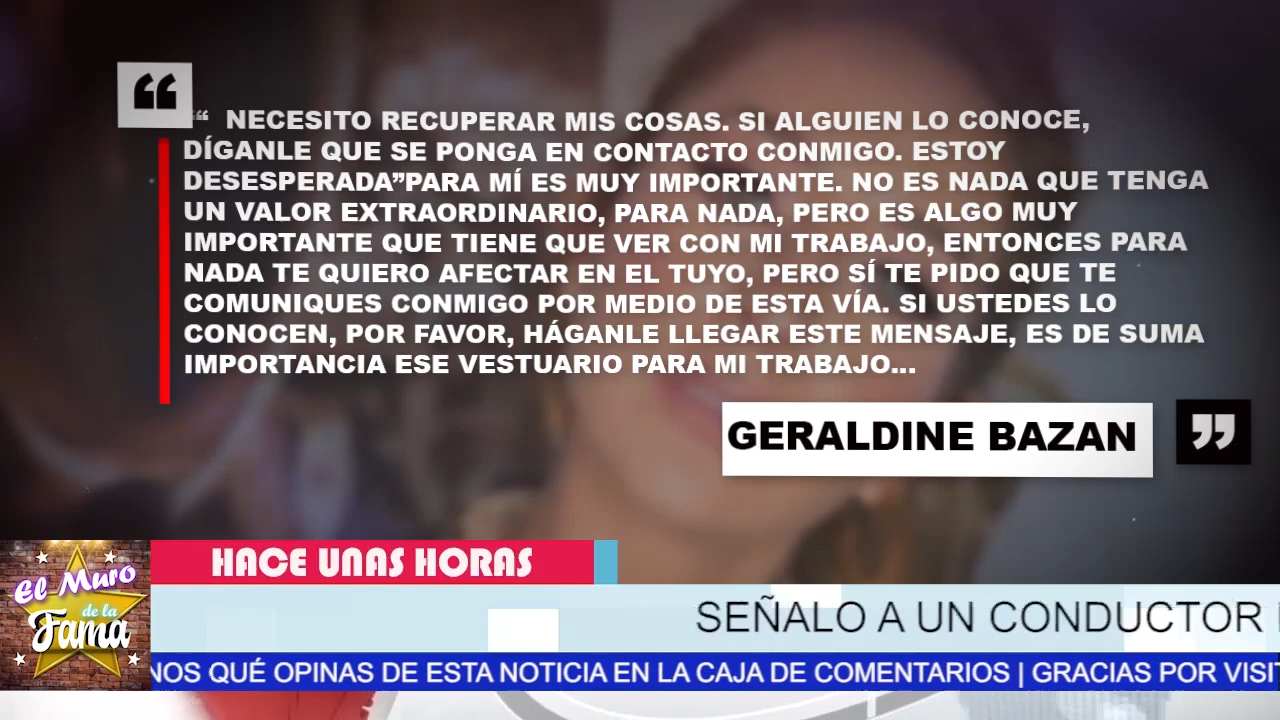 “ NECESITO RECUPERAR MIS COSAS. SI ALGUIEN LO CONOCE,
DÍGANLE QUE SE PONGA EN CONTACTO CONMIGO. ESTOY
DESESPERADA”PARA MÍ ES MUY IMPORTANTE. NO ES NADA QUE TENGA
UN VALOR EXTRAORDINARIO, PARA NADA, PERO ES ALGO MUY
IMPORTANTE QUE TIENE QUE VER CON MI TRABAJO, ENTONCES PARA
NADA TE QUIERO AFECTAR EN EL TUYO, PERO SÍ TE PIDO QUE TE
COMUNIQUES CONMIGO POR MEDIO DE ESTA VÍA. SI USTEDES LO
CONOCEN, POR FAVOR, HÁGANLE LLEGAR ESTE MENSAJE, ES DE SUMA
IMPORTANCIA ESE VESTUARIO PARA MI TRABAJO...
GERALDINE BAZAN
El Muro
de la
Fama
HACE UNAS HORAS
SEÑALO A UN CONDUCTOR
NOS QUÉ OPINAS DE ESTA NOTICIA EN LA CAJA DE COMENTARIOS | GRACIAS POR VISI